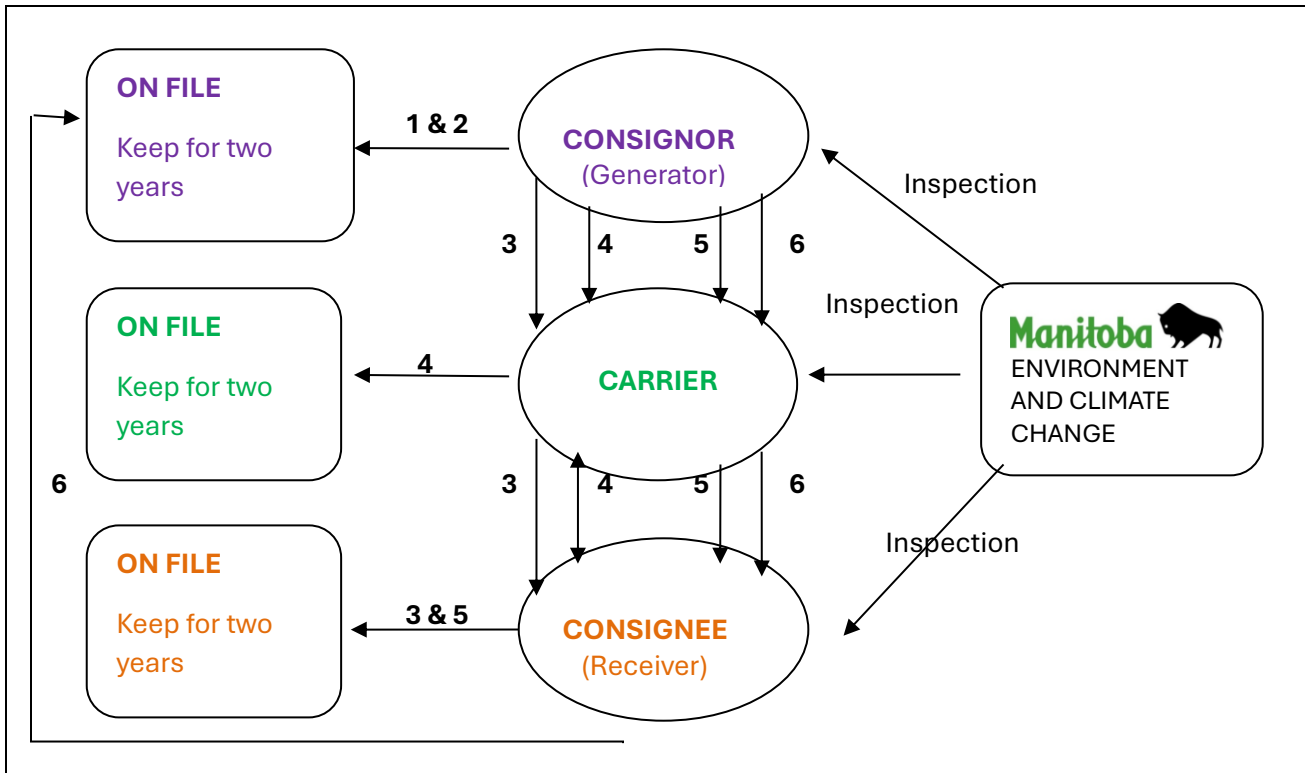 ON FILE
Keep for two
years
1 & 2
CONSIGNOR
(Generator)
Inspection
3
4
5
6
ON FILE
Keep for two
years
4
CARRIER
Inspection
Manitoba
ENVIRONMENT
AND CLIMATE
CHANGE
6
3
4
5
6
ON FILE
Keep for two
years
3 & 5
CONSIGNEE
(Receiver)
Inspection